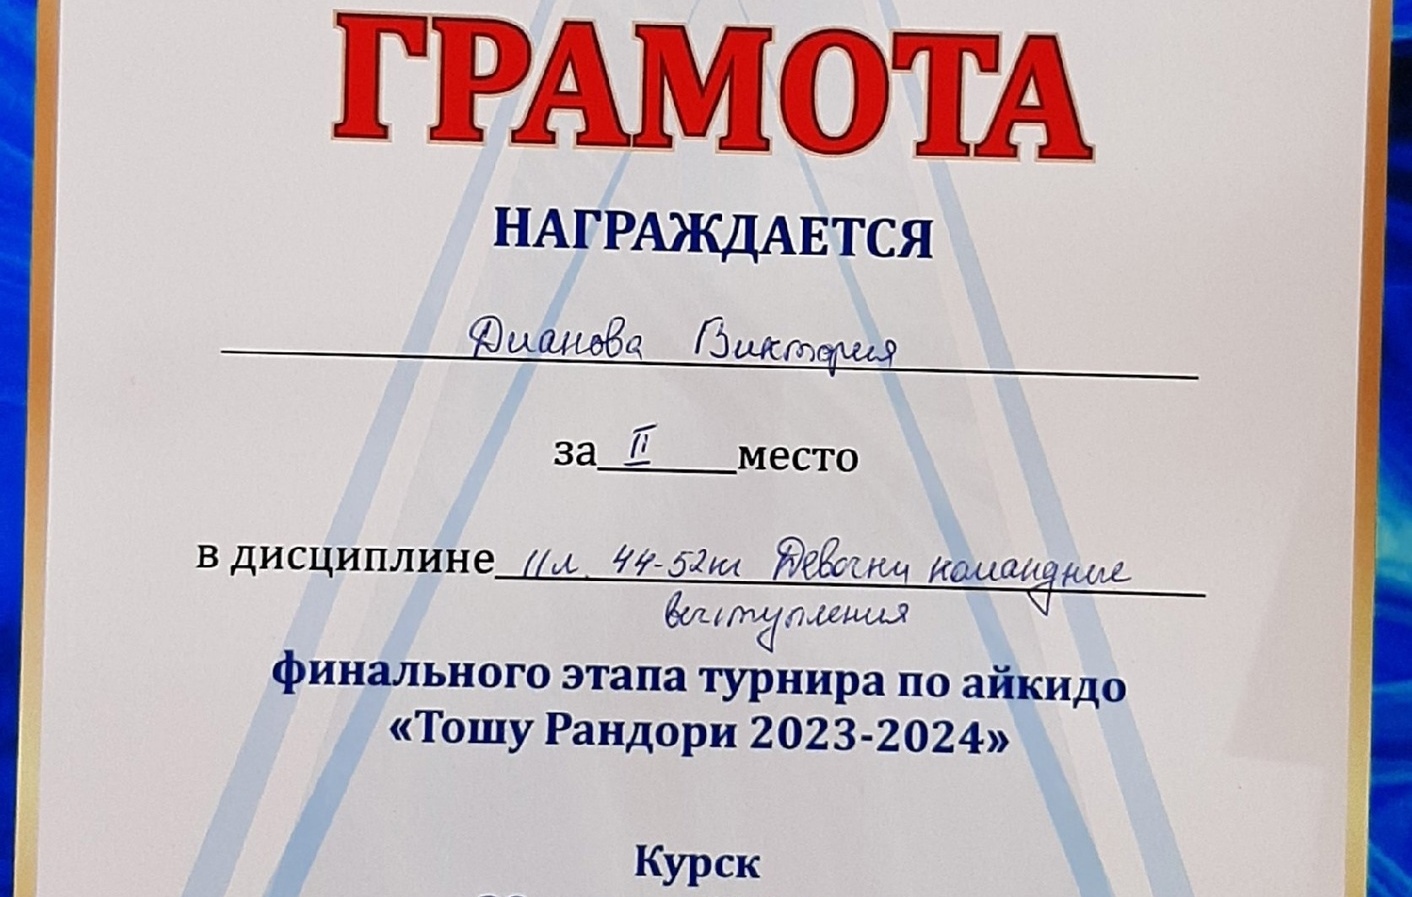 ГРАМОТА
НАГРАЖДАЕТСЯ
Дианова Виктория
за II место
в дисциплине 11л. 44-52кг Девочки командные
выступления
финального этапа турнира по айкидо
«Тошу Рандори 2023-2024»
Курск